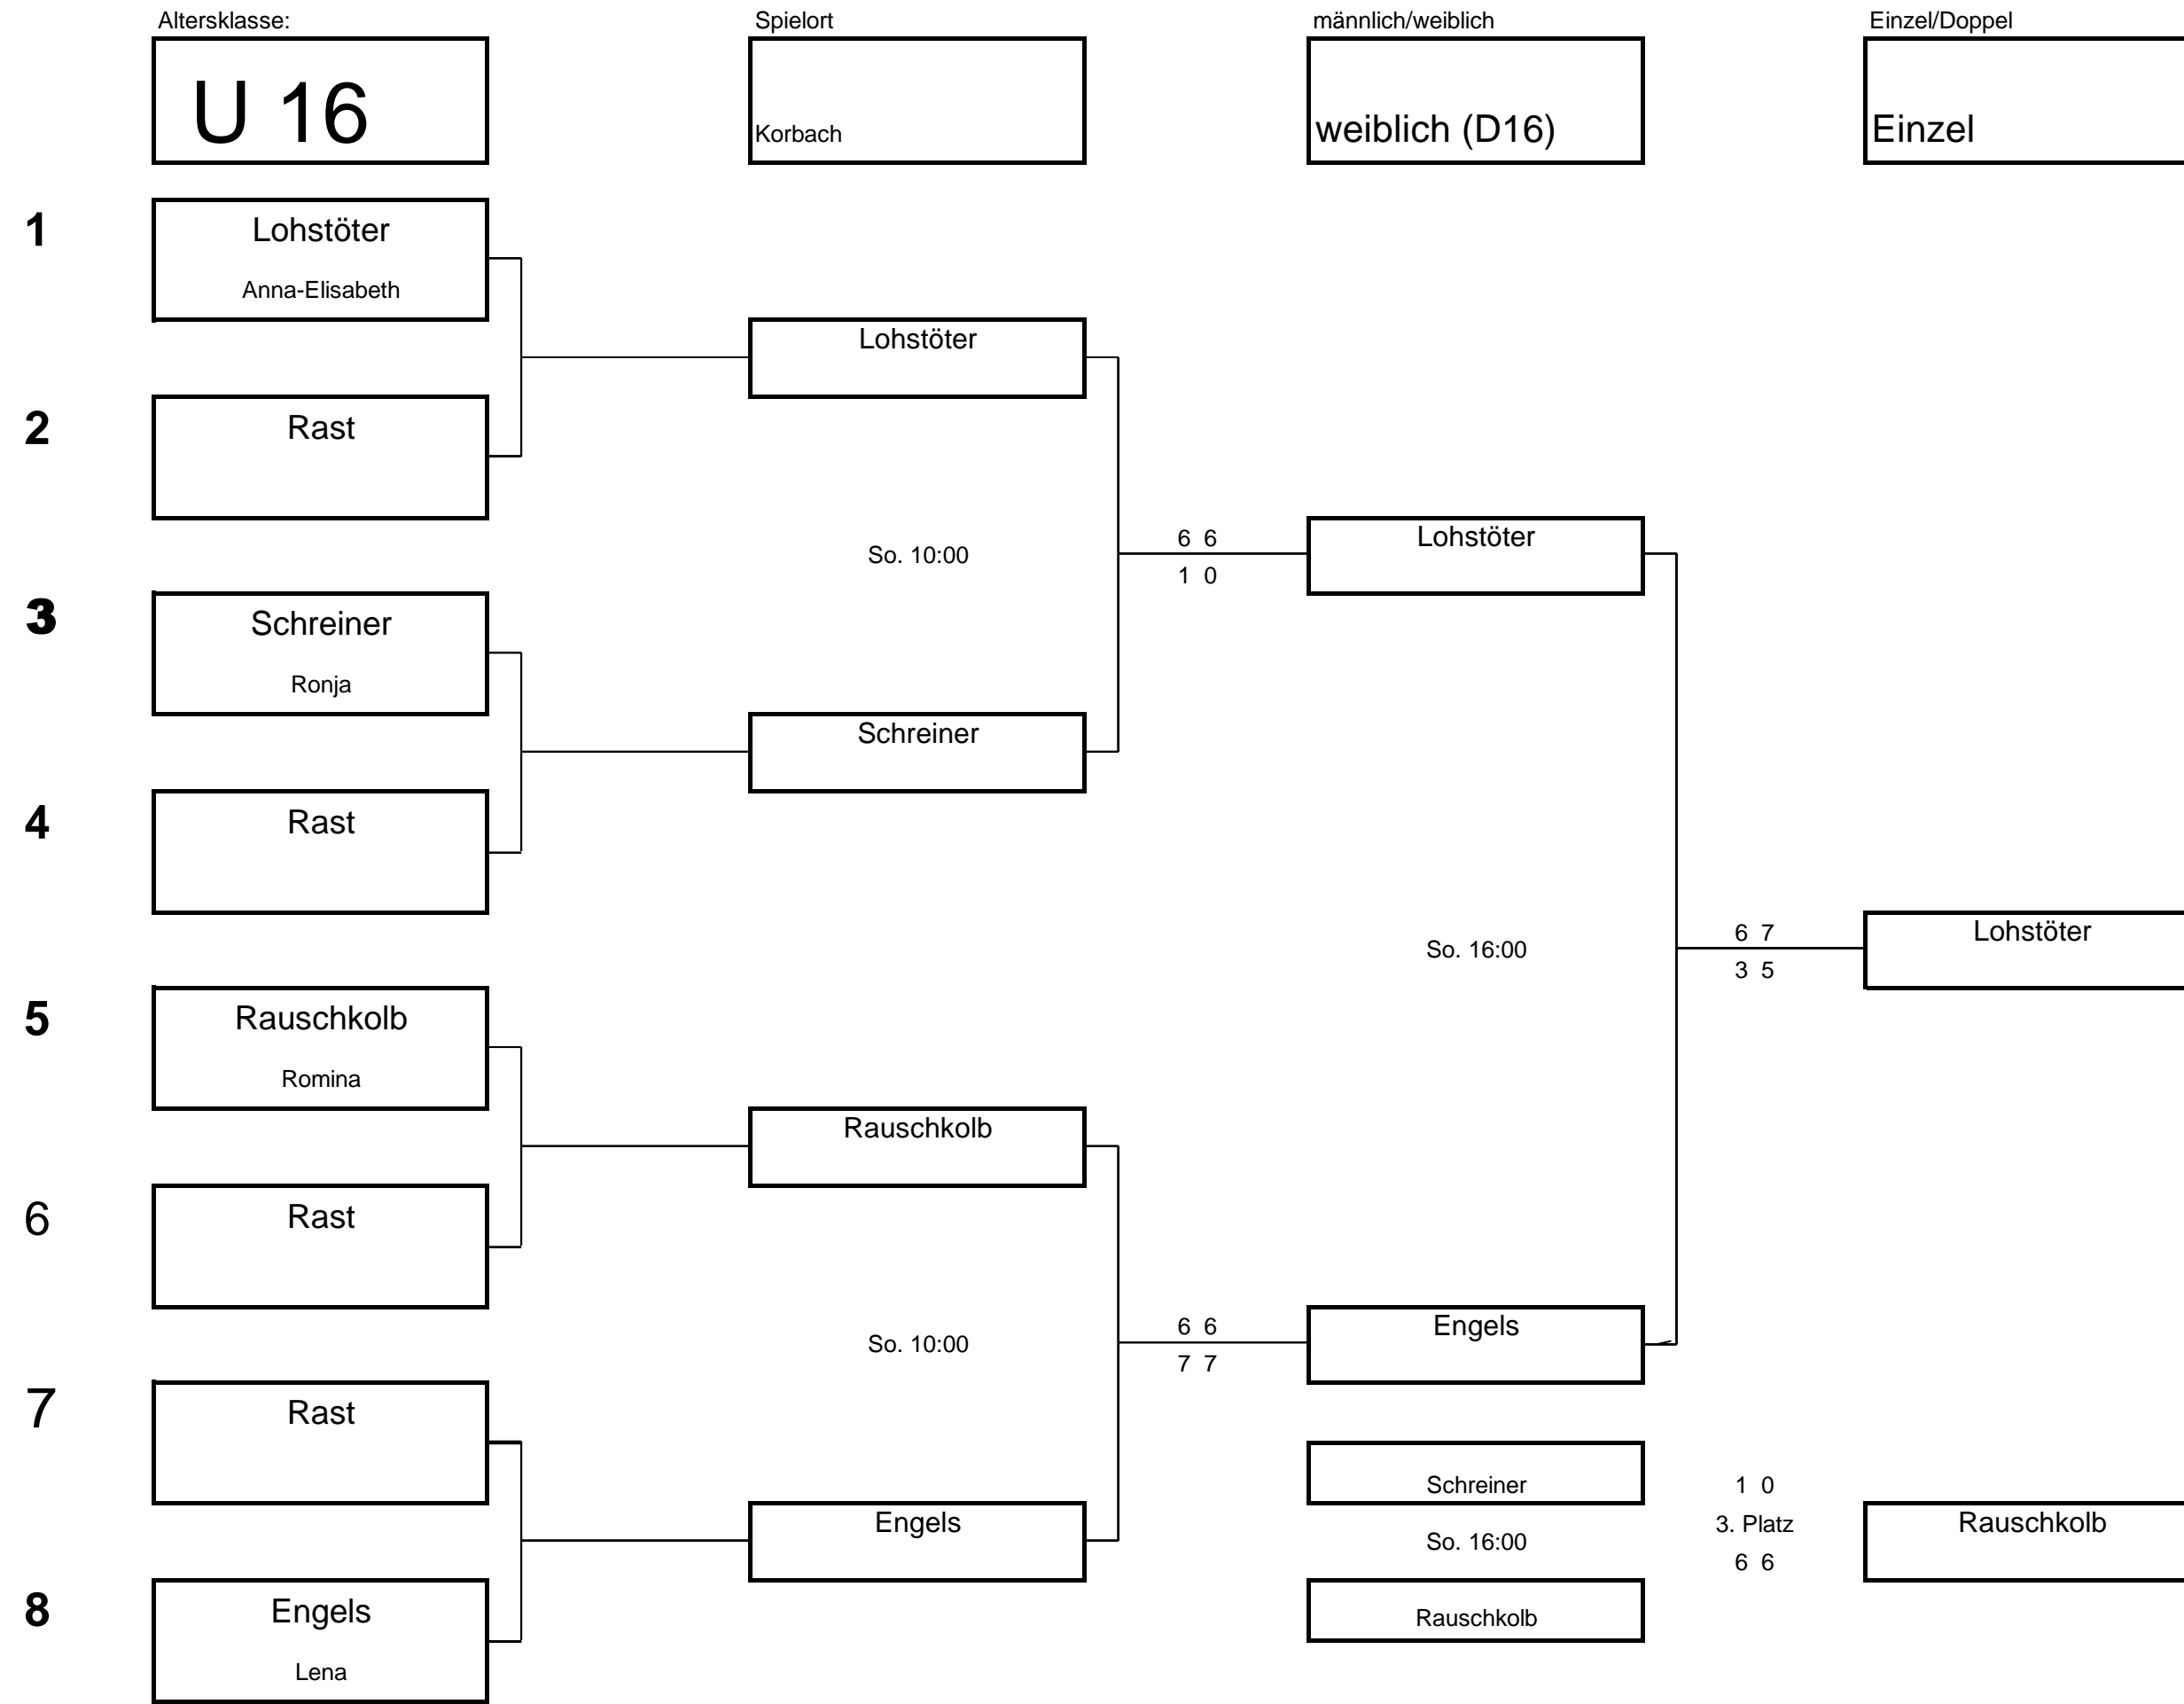 Altersklasse: Spielort männlich/weiblich Einzel/Doppel
U 16 Korbach weiblich (D16) Einzel
1 Lohstöter
Anna-Elisabeth
Lohstöter
2 Rast
6 6 Lohstöter
So. 10:00
1 0
3 Schreiner
Ronja
Schreiner
4 Rast
6 7 Lohstöter
So. 16:00
3 5
5 Rauschkolb
Romina
Rauschkolb
6 Rast
6 6 Engels
So. 10:00
7 7
7 Rast
Schreiner 1 0
Engels 3. Platz Rauschkolb
So. 16:00
6 6
8 Engels Rauschkolb
Lena